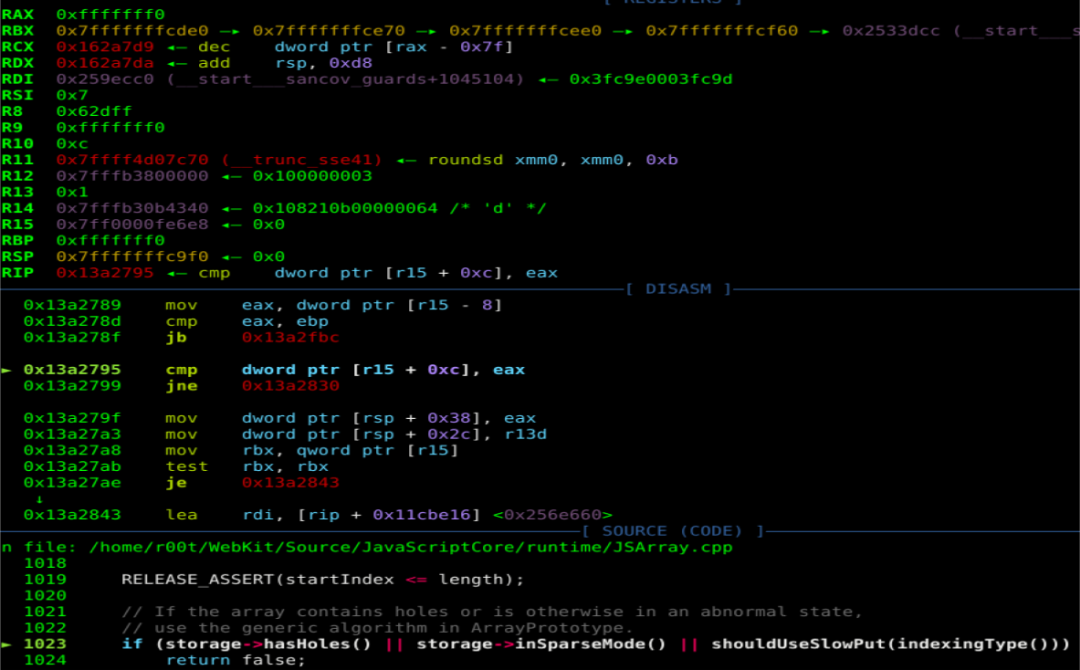 [ REGISTERS ]
RAX 0xfffffff0
RBX 0x7fffffffcde0 —▸ 0x7fffffffce70 —▸ 0x7fffffffcee0 —▸ 0x7fffffffcf60 —▸ 0x2533dcc (__start___s
RCX 0x162a7d9 ◂— dec dword ptr [rax - 0x7f]
RDX 0x162a7da ◂— add rsp, 0xd8
RDI 0x259ecc0 (__start___sancov_guards+1045104) ◂— 0x3fc9e0003fc9d
RSI 0x7
R8 0x62dff
R9 0xfffffff0
R10 0xc
R11 0x7ffff4d07c70 (__trunc_sse41) ◂— roundsd xmm0, xmm0, 0xb
R12 0x7fffb3800000 ◂— 0x100000003
R13 0x1
R14 0x7fffb30b4340 ◂— 0x108210b00000064 /* 'd' */
R15 0x7ff0000fe6e8 ◂— 0x0
RBP 0xfffffff0
RSP 0x7fffffffc9f0 ◂— 0x0
RIP 0x13a2795 ◂— cmp dword ptr [r15 + 0xc], eax
[ DISASM ]
0x13a2789 mov eax, dword ptr [r15 - 8]
0x13a278d cmp eax, ebp
0x13a278f jb 0x13a2fbc
► 0x13a2795 cmp dword ptr [r15 + 0xc], eax
0x13a2799 jne 0x13a2830
0x13a279f mov dword ptr [rsp + 0x38], eax
0x13a27a3 mov dword ptr [rsp + 0x2c], r13d
0x13a27a8 mov rbx, qword ptr [r15]
0x13a27ab test rbx, rbx
0x13a27ae je 0x13a2843
↓
0x13a2843 lea rdi, [rip + 0x11cbe16] <0x256e660>
[ SOURCE (CODE) ]
n file: /home/r00t/WebKit/Source/JavaScriptCore/runtime/JSArray.cpp
1018
1019 RELEASE_ASSERT(startIndex <= length);
1020
1021 // If the array contains holes or is otherwise in an abnormal state,
1022 // use the generic algorithm in ArrayPrototype.
► 1023 if (storage->hasHoles() || storage->inSparseMode() || shouldUseSlowPut(indexingType()))
1024 return false;